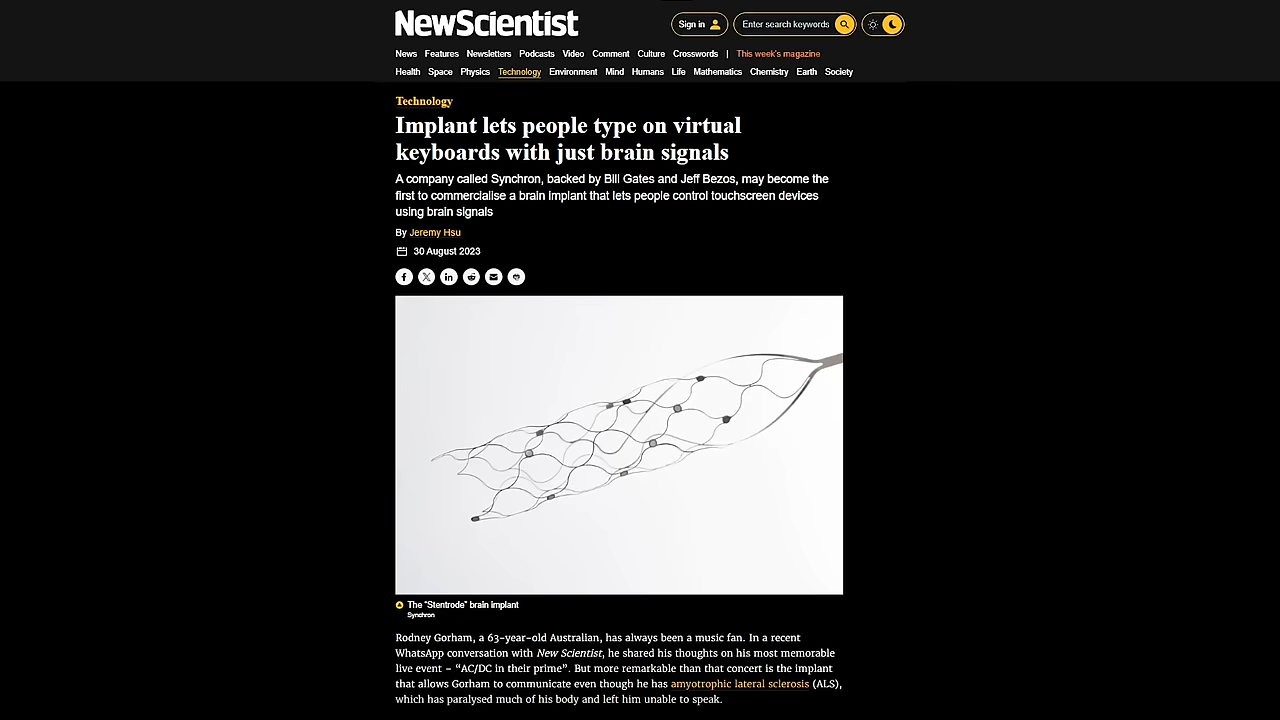 NewScientist
Sign in
Enter search keywords
News Features Newsletters Podcasts Video Comment Culture Crosswords | This week's magazine
Health Space Physics Technology Environment Mind Humans Life Mathematics Chemistry Earth Society
Technology
Implant lets people type on virtual
keyboards with just brain signals
A company called Synchron, backed by Bill Gates and Jeff Bezos, may become the
first to commercialise a brain implant that lets people control touchscreen devices
using brain signals
By Jeremy Hsu
30 August 2023
The “Stentrode” brain implant
Synchron
Rodney Gorham, a 63-year-old Australian, has always been a music fan. In a recent
WhatsApp conversation with New Scientist, he shared his thoughts on his most memorable
live event – “AC/DC in their prime”. But more remarkable than that concert is the implant
that allows Gorham to communicate even though he has amyotrophic lateral sclerosis (ALS),
which has paralysed much of his body and left him unable to speak.